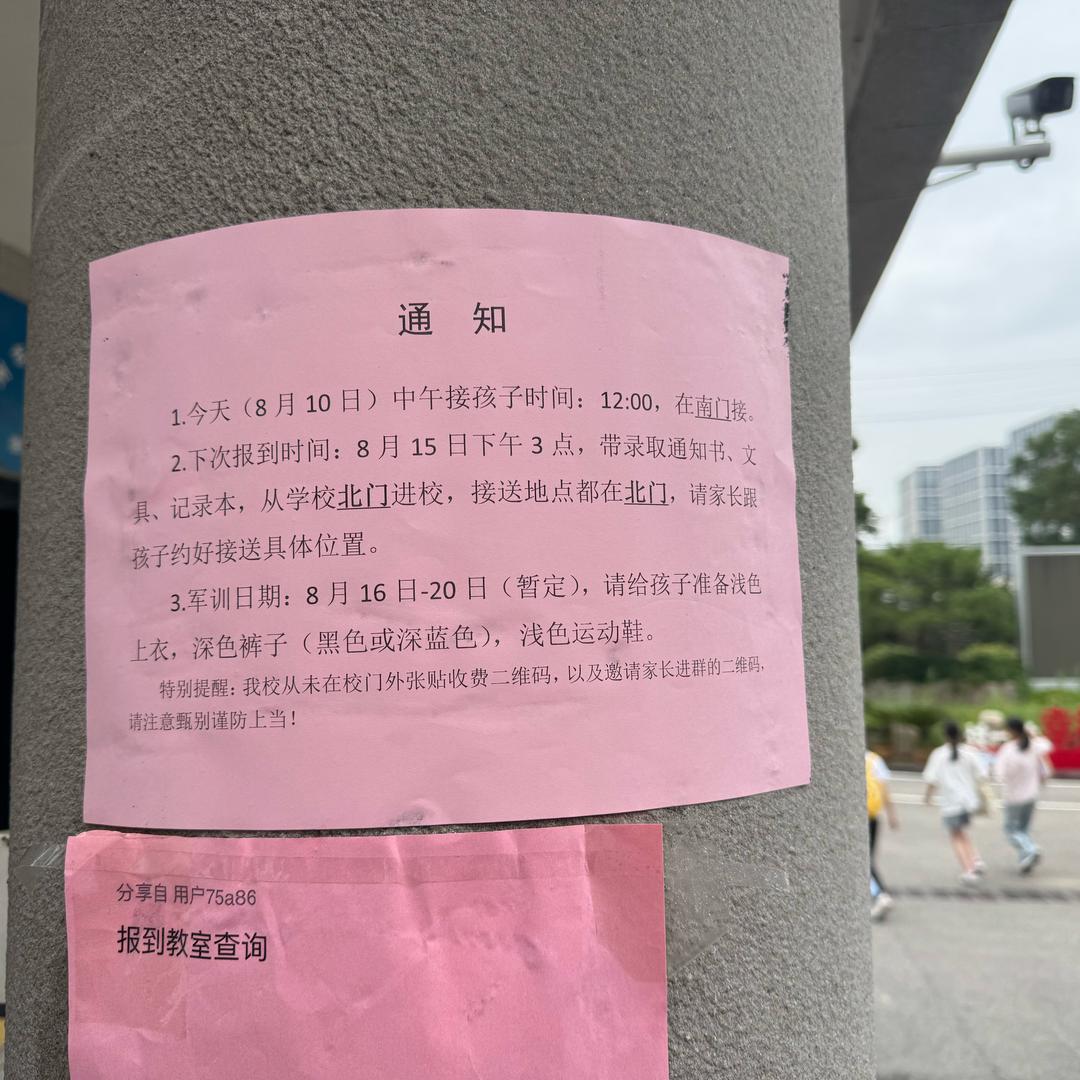 通 知
1.今天（8 月 10 日）中午接孩子时间：12:00，在南门接。
2.下次报到时间：8 月 15 日下午 3 点，带录取通知书、文
具、记录本，从学校北门进校，接送地点都在北门，请家长跟
孩子约好接送具体位置。
3.军训日期：8 月 16 日-20 日（暂定），请给孩子准备浅色
上衣，深色裤子（黑色或深蓝色），浅色运动鞋。
特别提醒：我校从未在校门外张贴收费二维码，以及邀请家长进群的二维码，
请注意甄别谨防上当！
分享自 用户75a86
报到教室查询